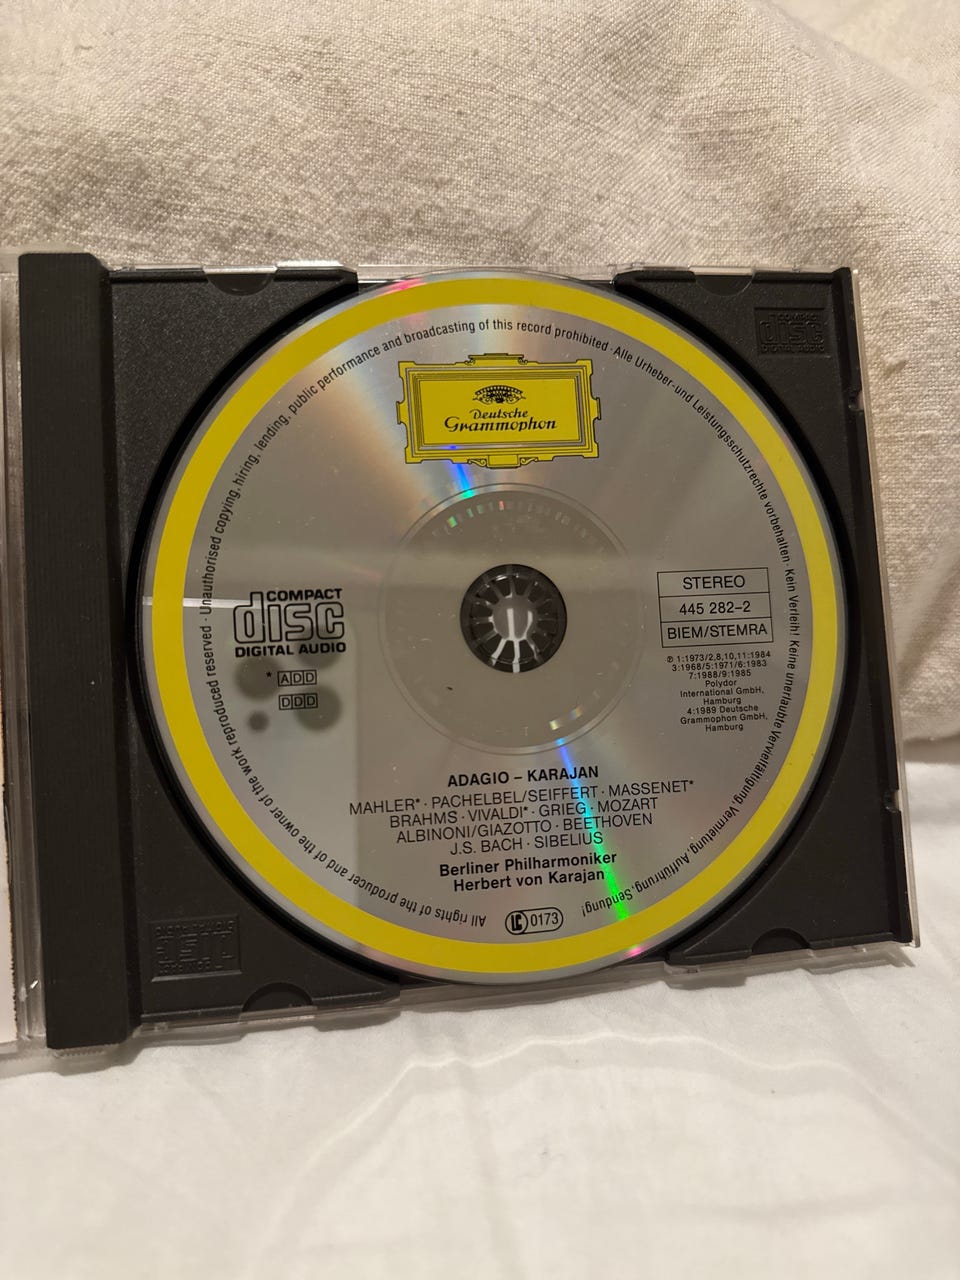 Unauthorised copying, hiring, lending, public performance and broadcasting of this record prohibited · Alle Urheber- und Leistungsschutzrechte vorbehalten · Kein Verleih! Keine unerlaubte Vervielfältigung, Vermietung, Aufführung, Sendung!
All rights of the producer and of the owner of the work reproduced reserved ·
Deutsche
Grammophon
COMPACT
disc
DIGITAL AUDIO
* ADD
DDD
STEREO
445 282-2
BIEM/STEMRA
℗ 1:1973/2,8,10,11:1984
3:1968/5:1971/6:1983
7:1988/9:1985
Polydor
International GmbH,
Hamburg
4:1989 Deutsche
Grammophon GmbH,
Hamburg
ADAGIO – KARAJAN
MAHLER* · PACHELBEL/SEIFFERT · MASSENET*
BRAHMS · VIVALDI* · GRIEG · MOZART
ALBINONI/GIAZOTTO · BEETHOVEN
J.S. BACH · SIBELIUS
Berliner Philharmoniker
Herbert von Karajan
LC 0173
COMPACT
disc
DIGITAL AUDIO